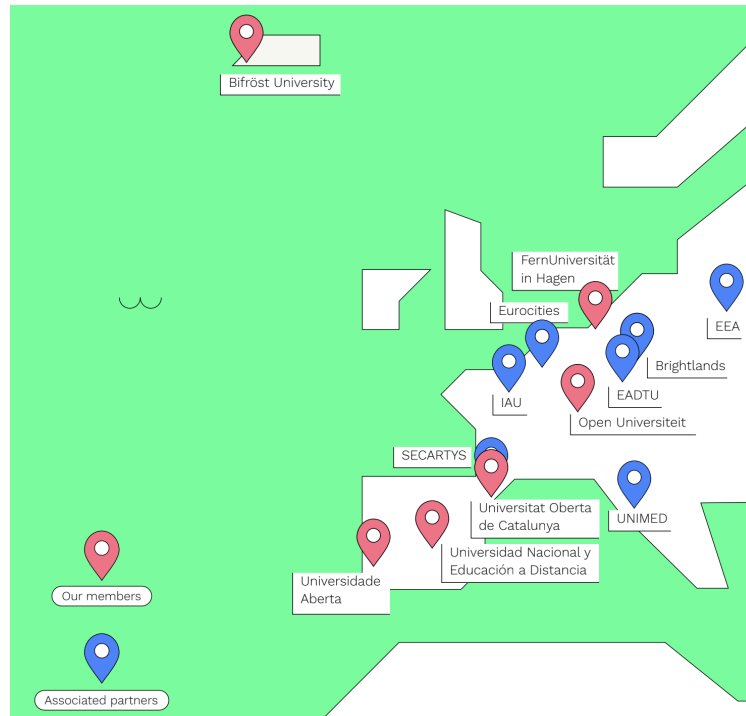 Bifröst University
FernUniversität
in Hagen
Eurocities
EEA
Brightlands
IAU
EADTU
Open Universiteit
SECARTYS
Universitat Oberta
de Catalunya
UNIMED
Universidad Nacional y
Educación a Distancia
Universidade
Aberta
Our members
Associated partners